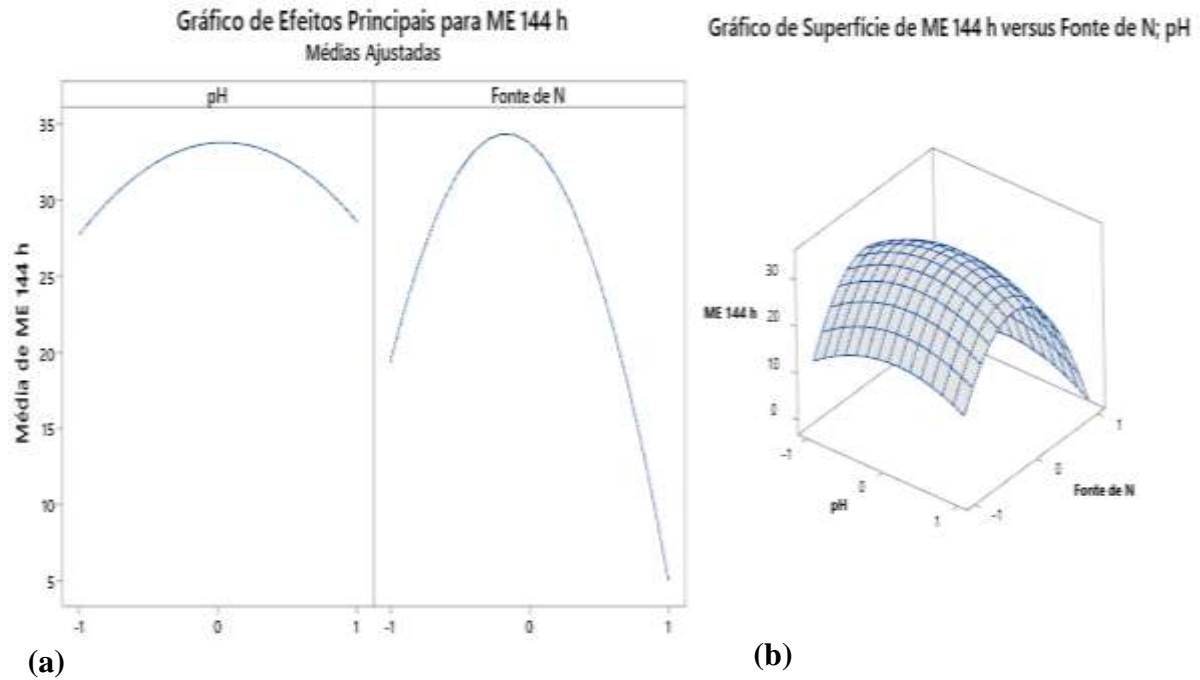 Gráfico de Efeitos Principais para ME 144 h
Médias Ajustadas
pH
Fonte de N
Média de ME 144 h
35
30
25
20
15
10
5
-1
0
1
-1
0
1
(a)
Gráfico de Superfície de ME 144 h versus Fonte de N; pH
ME 144 h
30
20
10
0
-1
0
1
pH
-1
0
1
Fonte de N
(b)